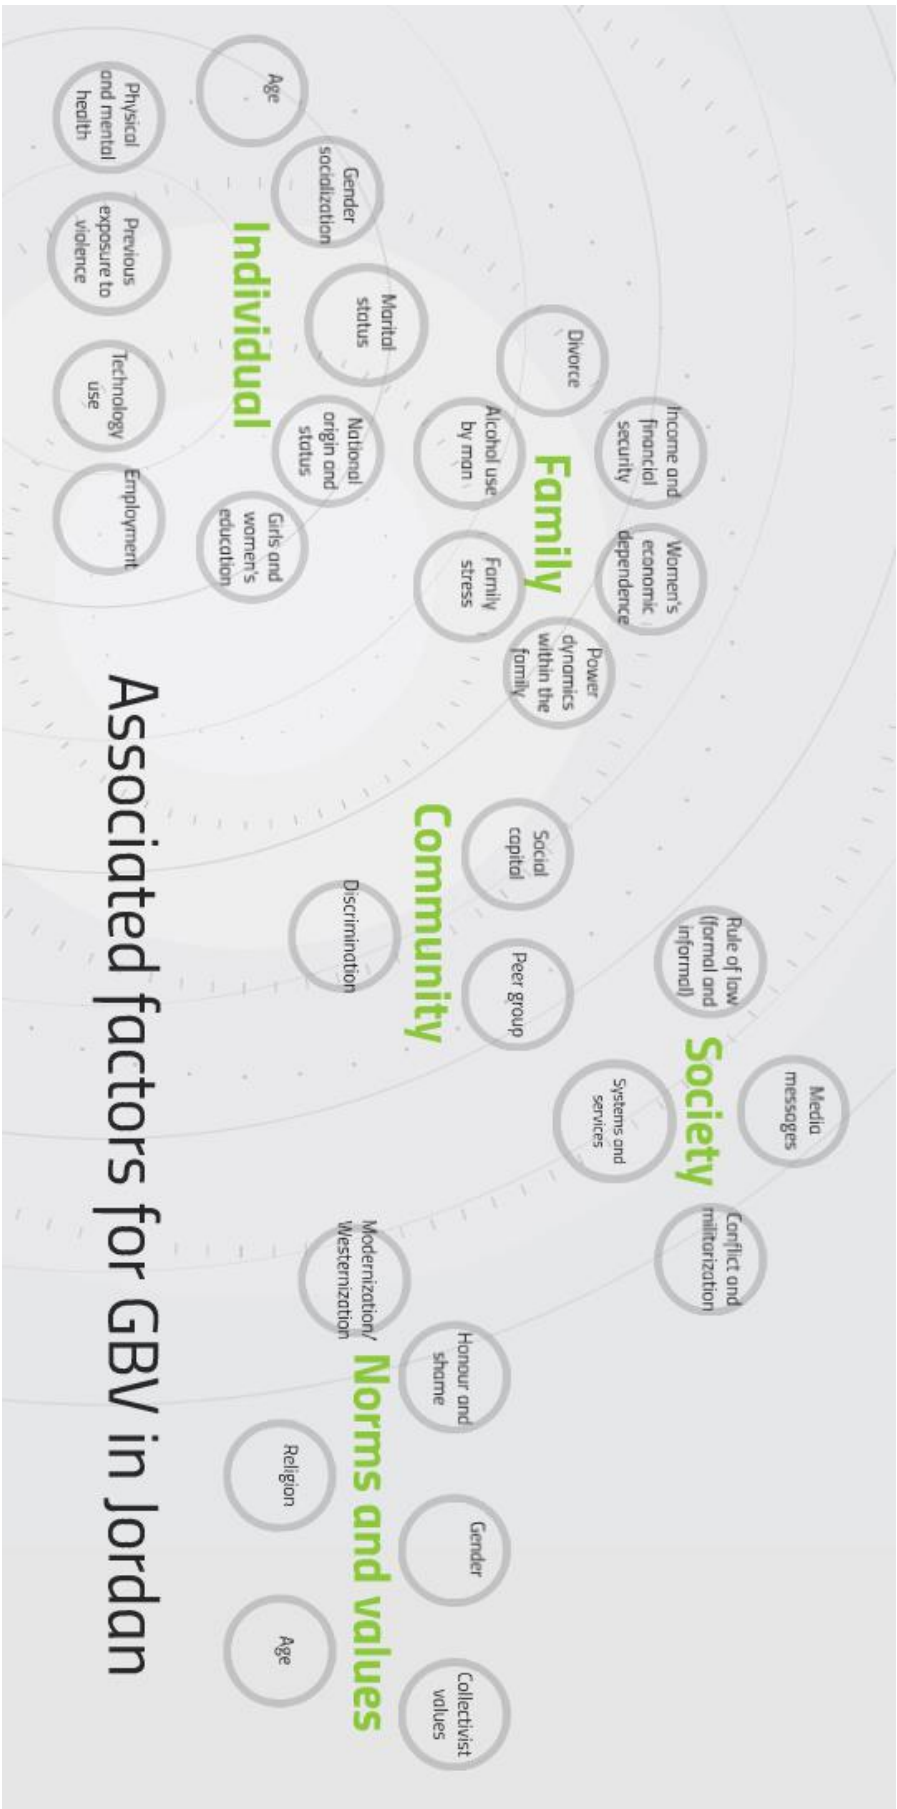 Age
Gender
socialization
Marital
status
National
origin and
status
Girls and
women's
education
Individual
Physical
and mental
health
Previous
exposure to
violence
Technology
use
Employment
Divorce
Income and
financial
security
Women's
economic
dependence
Power
dynamics
within the
family
Family
Alcohol use
by man
Family
stress
Social
capital
Peer group
Community
Discrimination
Rule of law
(formal and
informal)
Media
messages
Conflict and
militarization
Society
Systems and
services
Modernization/
Westernization
Honour and
shame
Gender
Collectivist
values
Norms and values
Religion
Age
Associated factors for GBV in Jordan